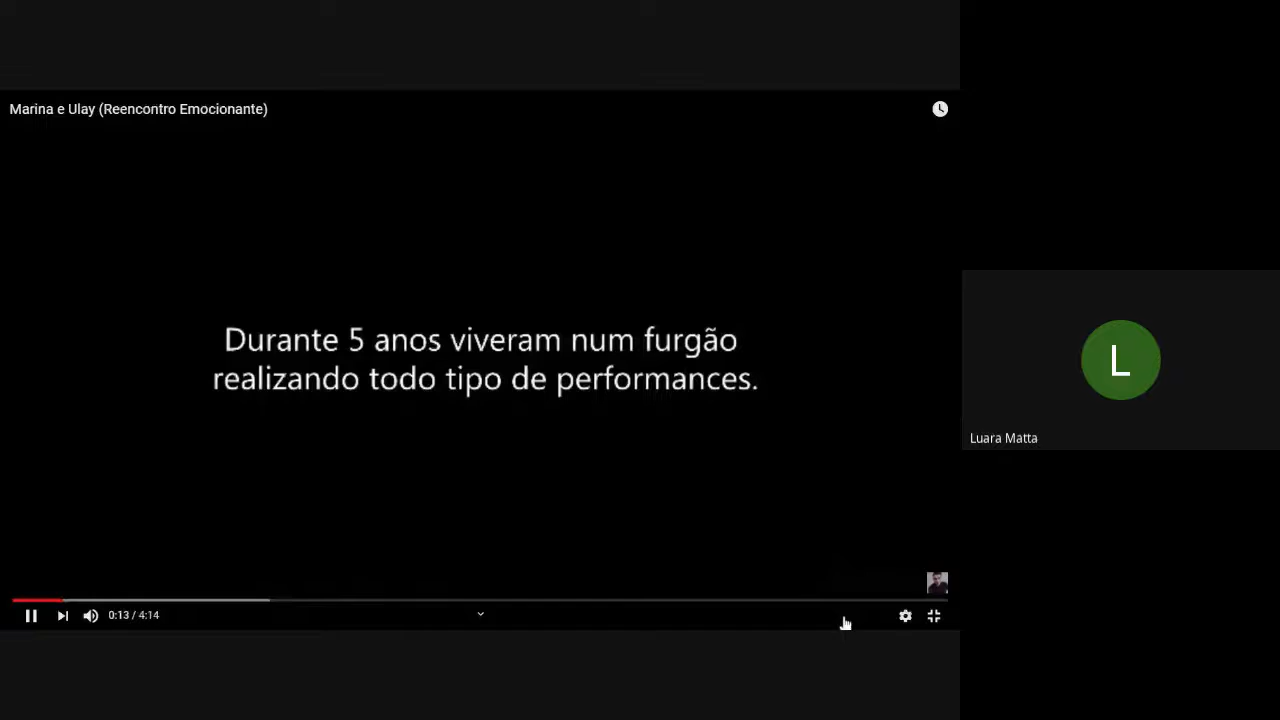 Marina e Ulay (Reencontro Emocionante)
Durante 5 anos viveram num furgão
realizando todo tipo de performances.
L
Luara Matta
0:13 / 4:14